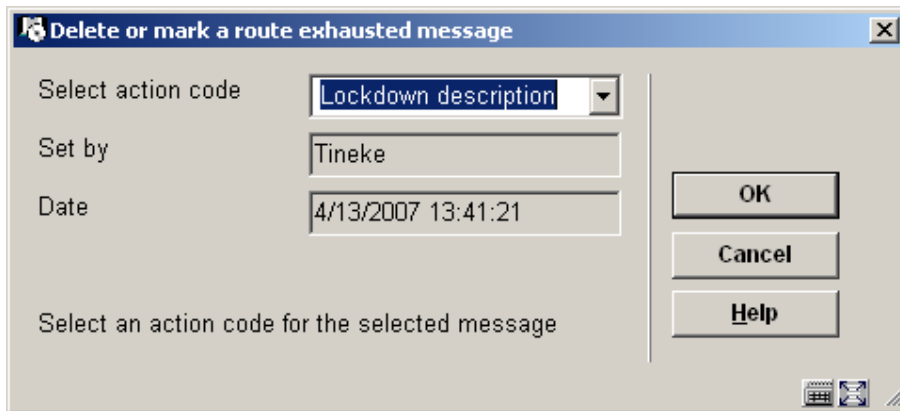 Delete or mark a route exhausted message
Select action code
Lockdown description
Set by
Tineke
Date
4/13/2007 13:41:21
OK
Cancel
Help
Select an action code for the selected message